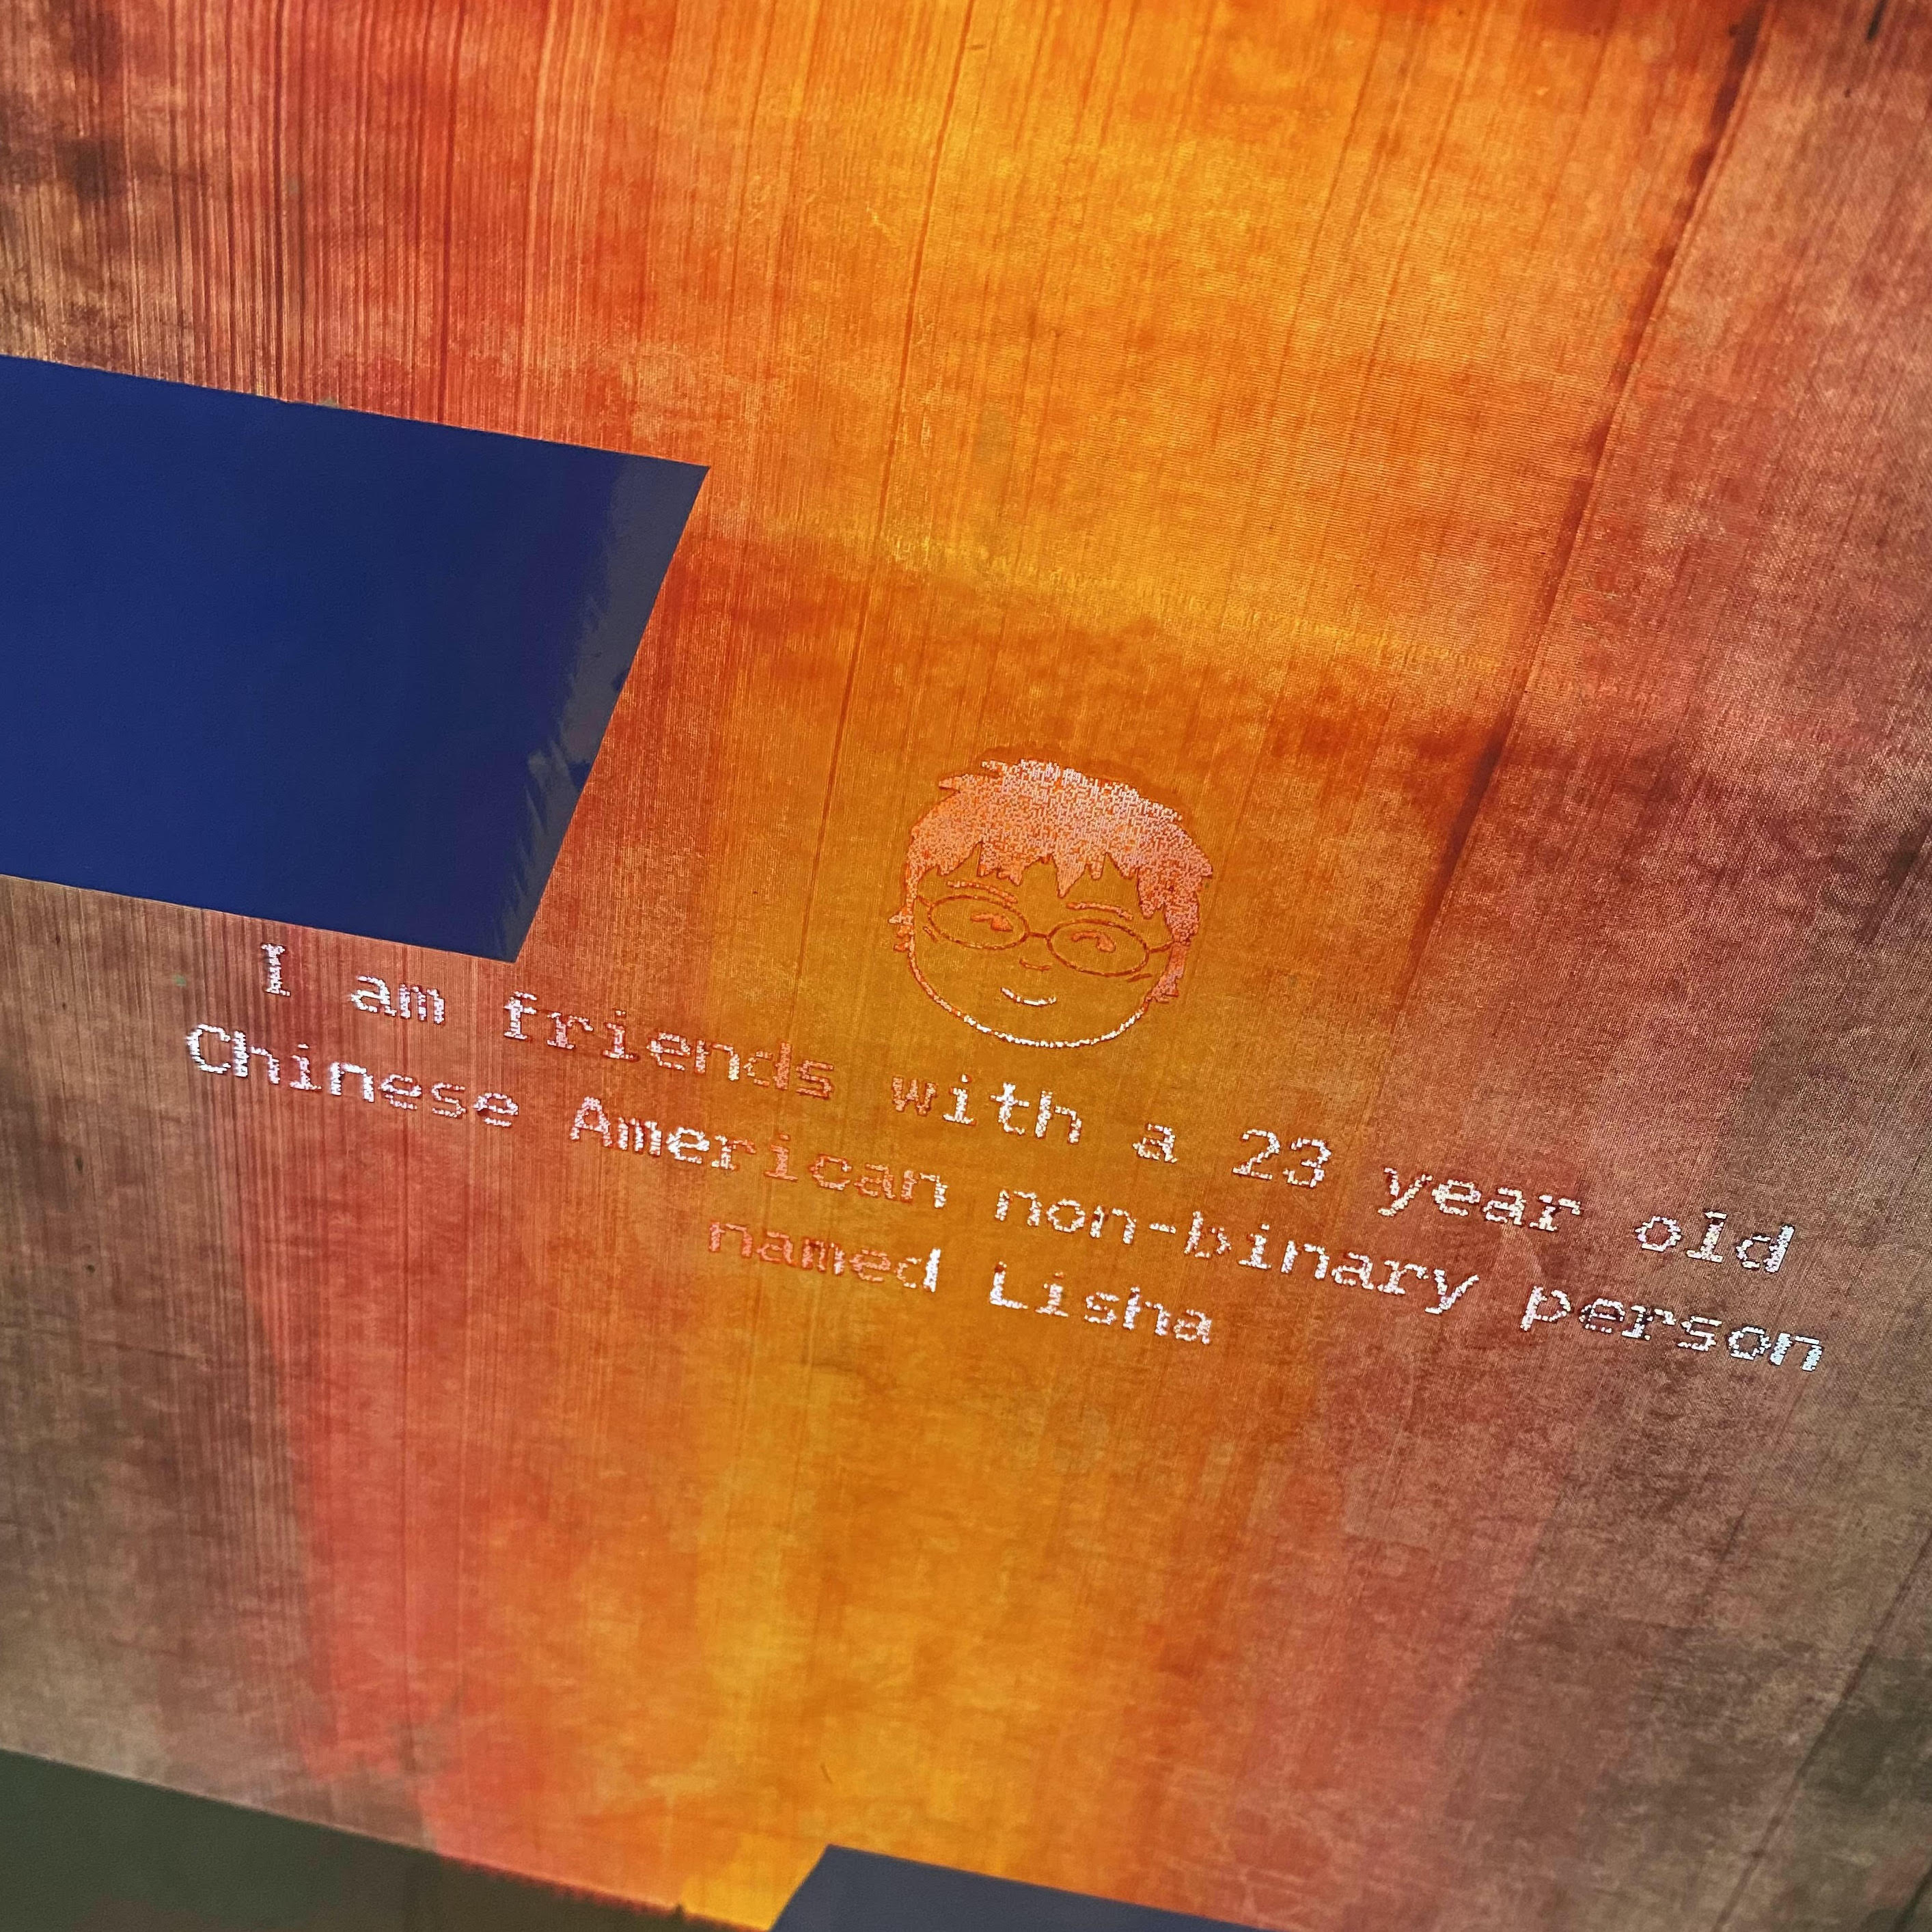 I am friends with a 23 year old
Chinese American non-binary person
named Lisha